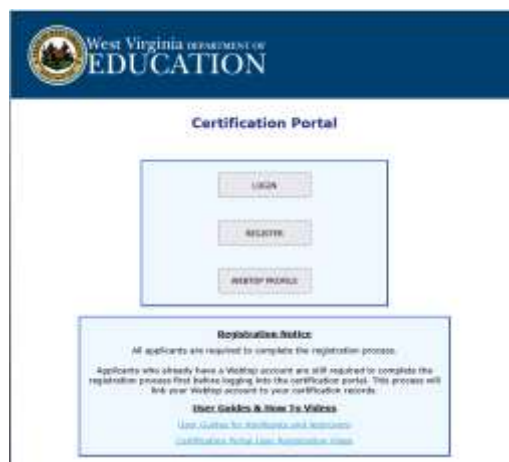 West Virginia DEPARTMENT OF
EDUCATION
Certification Portal
LOGIN
REGISTER
WEBTOP PROFILE
Registration Notice
All applicants are required to complete the registration process.
Applicants who already have a Webtop account are still required to complete the
registration process first before logging into the certification portal. This process will
link your Webtop account to your certification records.
User Guides & How To Videos
User Guides for Applicants and
Certification Portal User Registration Video